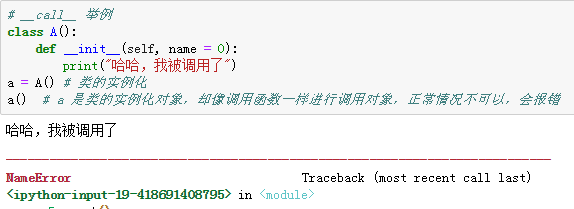 # __call__ 举例
class A():
    def __init__(self, name = 0):
        print("哈哈，我被调用了")
a = A() # 类的实例化
a()  # a 是类的实例化对象，却像调用函数一样进行调用对象，正常情况不可以，会报错
哈哈，我被调用了
---------------------------------------------------------------------------
NameError                                 Traceback (most recent call last)
<ipython-input-19-418691408795> in <module>